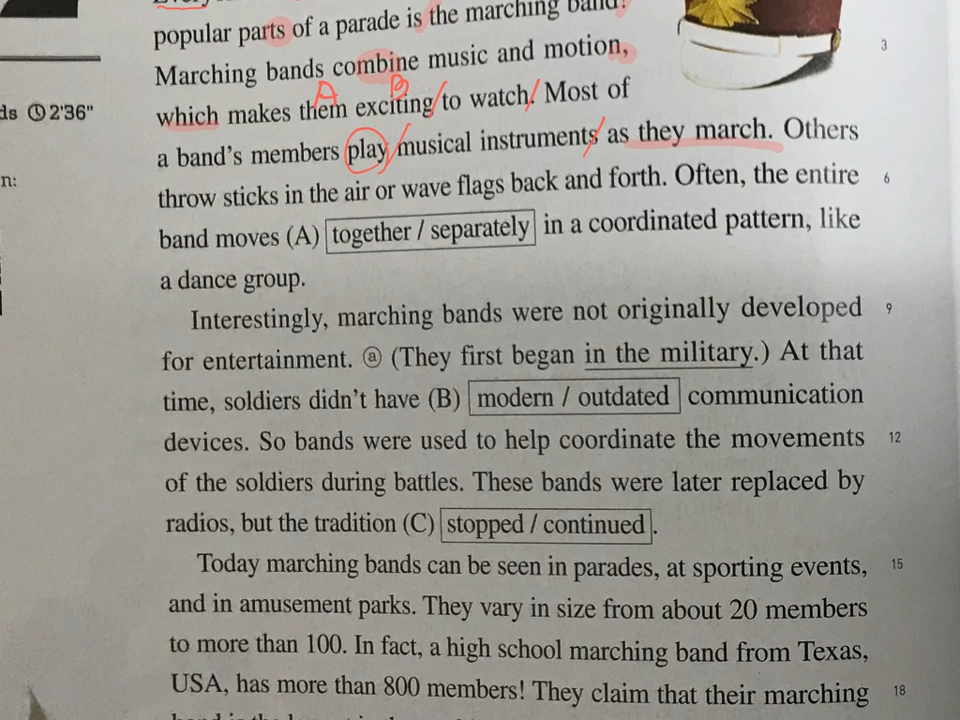 popular parts of a parade is the marching band?
3
Marching bands combine music and motion,
A B
which makes them exciting to watch. Most of
ds 2'36"
a band's members play musical instruments as they march. Others
n:
throw sticks in the air or wave flags back and forth. Often, the entire 6
band moves (A) together / separately in a coordinated pattern, like
a dance group.
Interestingly, marching bands were not originally developed 9
for entertainment. ⓐ (They first began in the military.) At that
time, soldiers didn't have (B) modern / outdated communication
devices. So bands were used to help coordinate the movements 12
of the soldiers during battles. These bands were later replaced by
radios, but the tradition (C) stopped / continued.
Today marching bands can be seen in parades, at sporting events, 15
and in amusement parks. They vary in size from about 20 members
to more than 100. In fact, a high school marching band from Texas,
USA, has more than 800 members! They claim that their marching 18